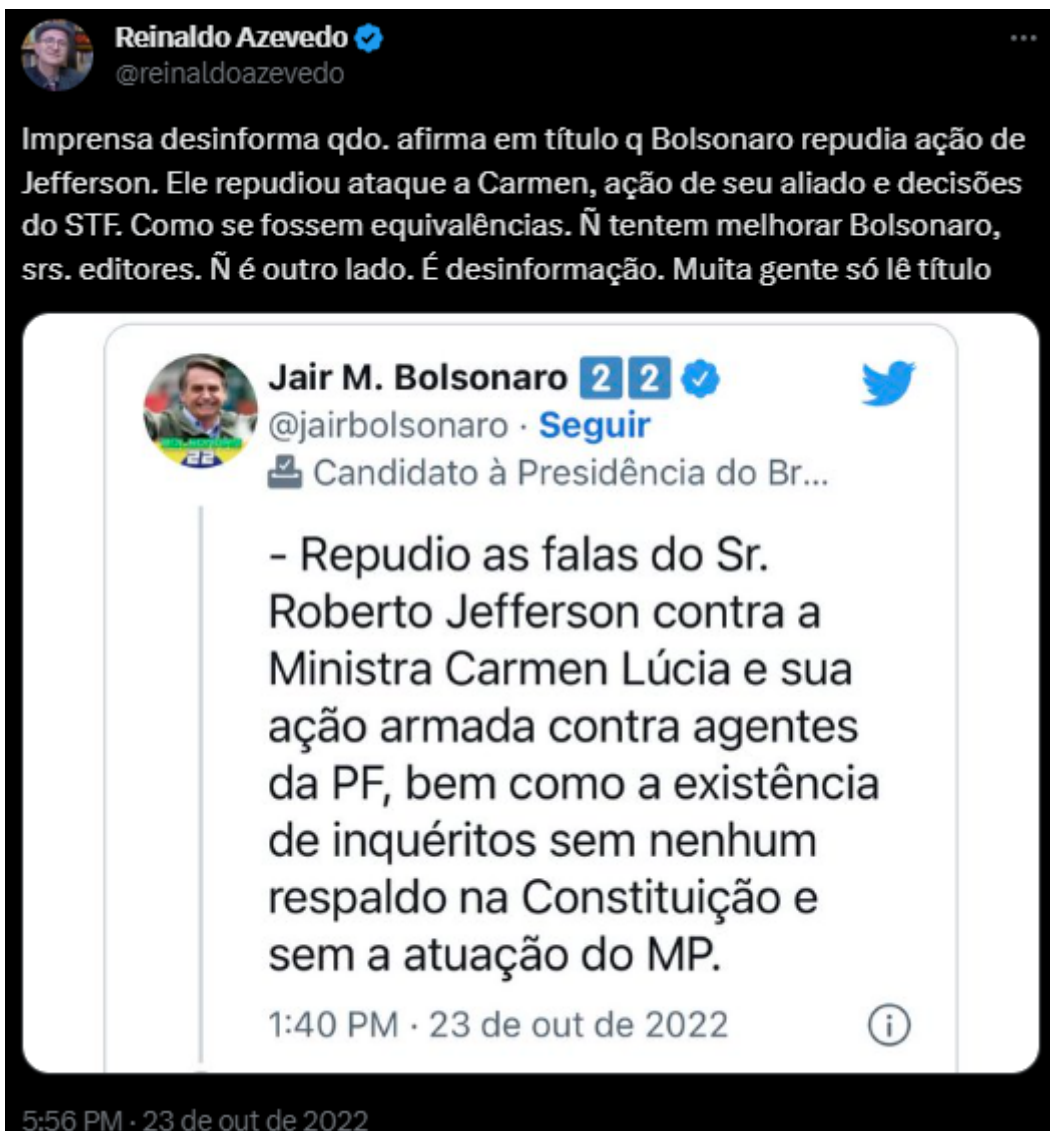 Reinaldo Azevedo
@reinaldoazevedo
Imprensa desinforma qdo. afirma em título q Bolsonaro repudia ação de
Jefferson. Ele repudiou ataque a Carmen, ação de seu aliado e decisões
do STF. Como se fossem equivalências. Ñ tentem melhorar Bolsonaro,
srs. editores. Ñ é outro lado. É desinformação. Muita gente só lê título
Jair M. Bolsonaro 2️⃣2️⃣
@jairbolsonaro · Seguir
Candidato à Presidência do Br...
- Repudio as falas do Sr.
Roberto Jefferson contra a
Ministra Carmen Lúcia e sua
ação armada contra agentes
da PF, bem como a existência
de inquéritos sem nenhum
respaldo na Constituição e
sem a atuação do MP.
1:40 PM · 23 de out de 2022
5:56 PM · 23 de out de 2022